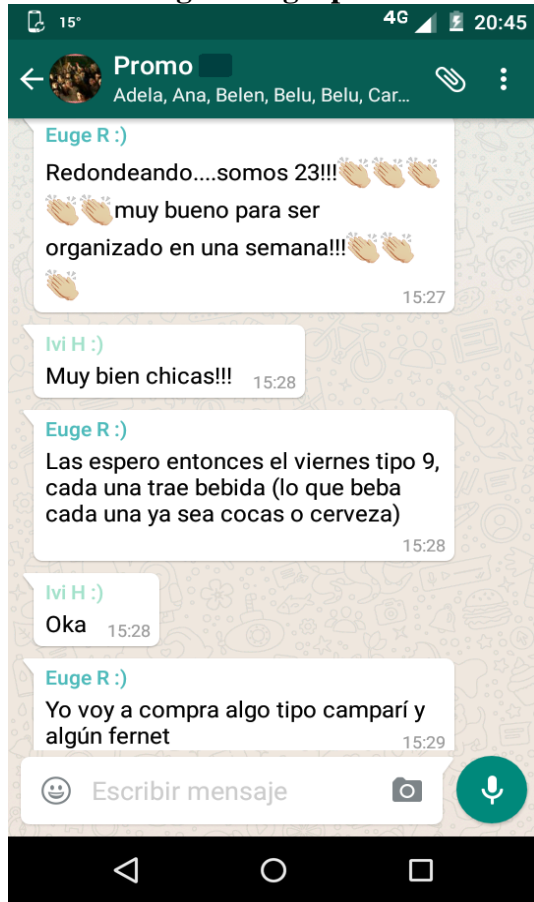 15°
4G
20:45
Promo
Adela, Ana, Belen, Belu, Belu, Car...
Euge R :)
Redondeando....somos 23!!!👏🏼👏🏼👏🏼
👏🏼👏🏼muy bueno para ser
organizado en una semana!!!👏🏼👏🏼
👏🏼
15:27
Ivi H :)
Muy bien chicas!!! 15:28
Euge R :)
Las espero entonces el viernes tipo 9,
cada una trae bebida (lo que beba
cada una ya sea cocas o cerveza)
15:28
Ivi H :)
Oka 15:28
Euge R :)
Yo voy a compra algo tipo camparí y
algún fernet 15:29
Escribir mensaje